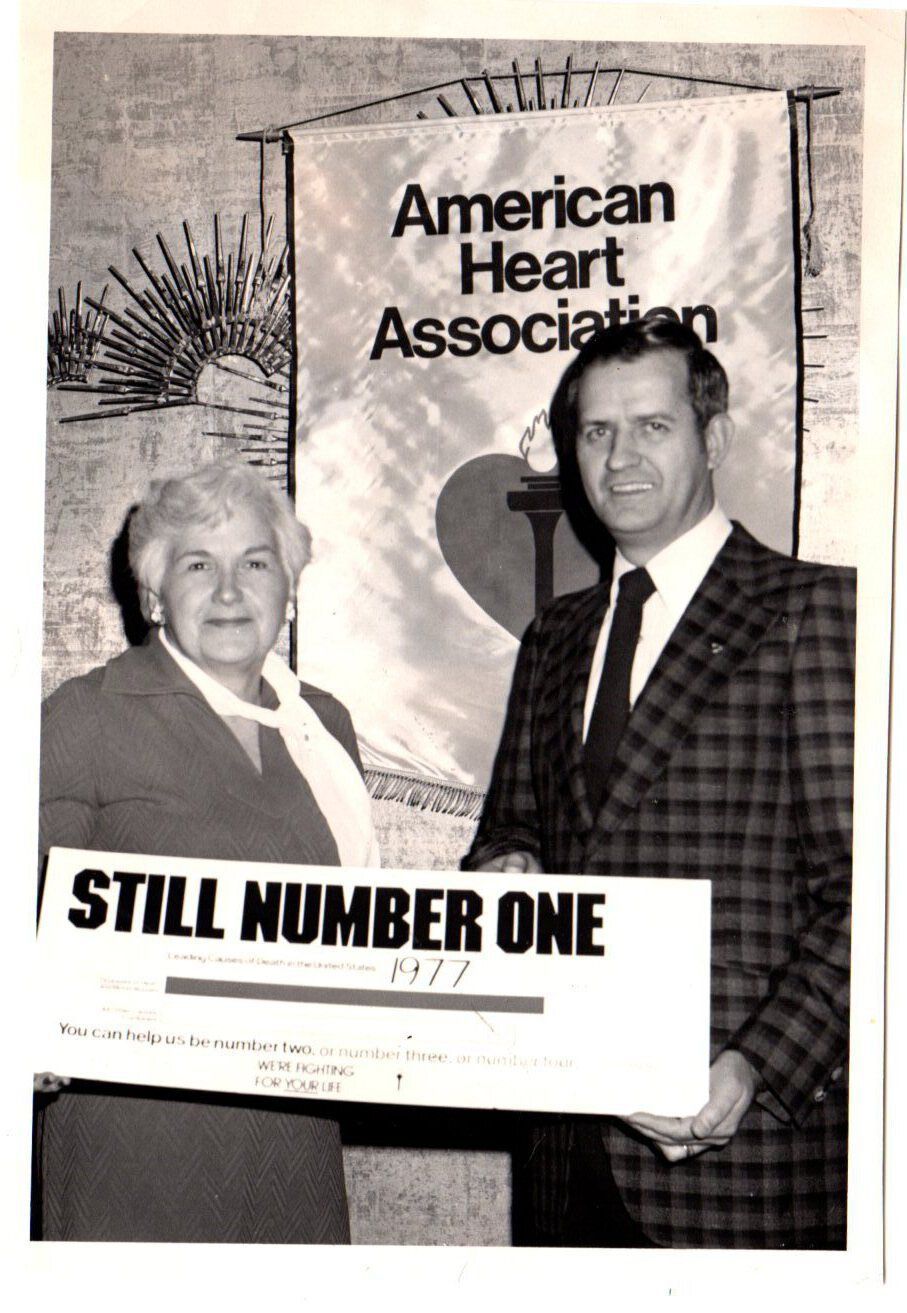 American
Heart
Association
STILL NUMBER ONE
Leading Causes of Death in the United States 1977
You can help us be number two, or number three, or number four
WE'RE FIGHTING
FOR YOUR LIFE